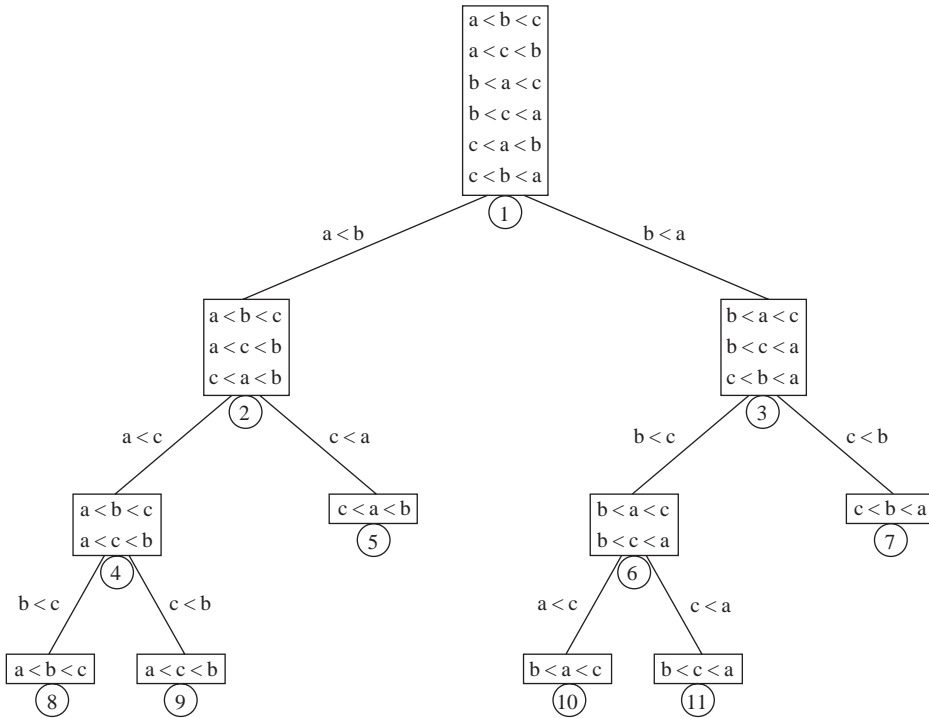 a < b < c
a < c < b
b < a < c
b < c < a
c < a < b
c < b < a
1
a < b
b < a
a < b < c
a < c < b
c < a < b
2
b < a < c
b < c < a
c < b < a
3
a < c
c < a
b < c
c < b
a < b < c
a < c < b
4
c < a < b
5
b < a < c
b < c < a
6
c < b < a
7
b < c
c < b
a < c
c < a
a < b < c
8
a < c < b
9
b < a < c
10
b < c < a
11